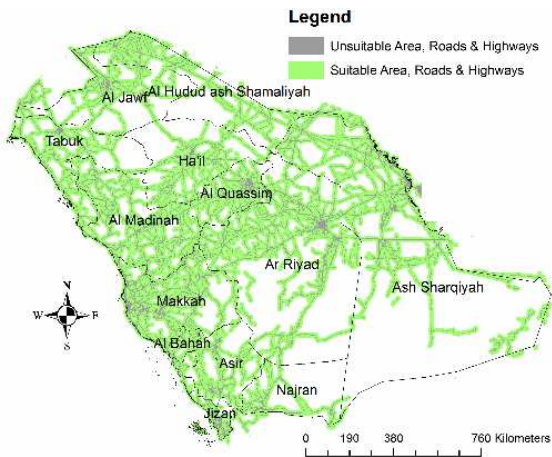 Legend
Unsuitable Area, Roads & Highways
Suitable Area, Roads & Highways
Al Jawf
Al Hudud ash Shamaliyah
Tabuk
Ha'il
Al Quassim
Al Madinah
Ar Riyad
Ash Sharqiyah
Makkah
Al Bahah
Asir
Najran
Jizan
N
W E
S
0 190 380 760 Kilometers